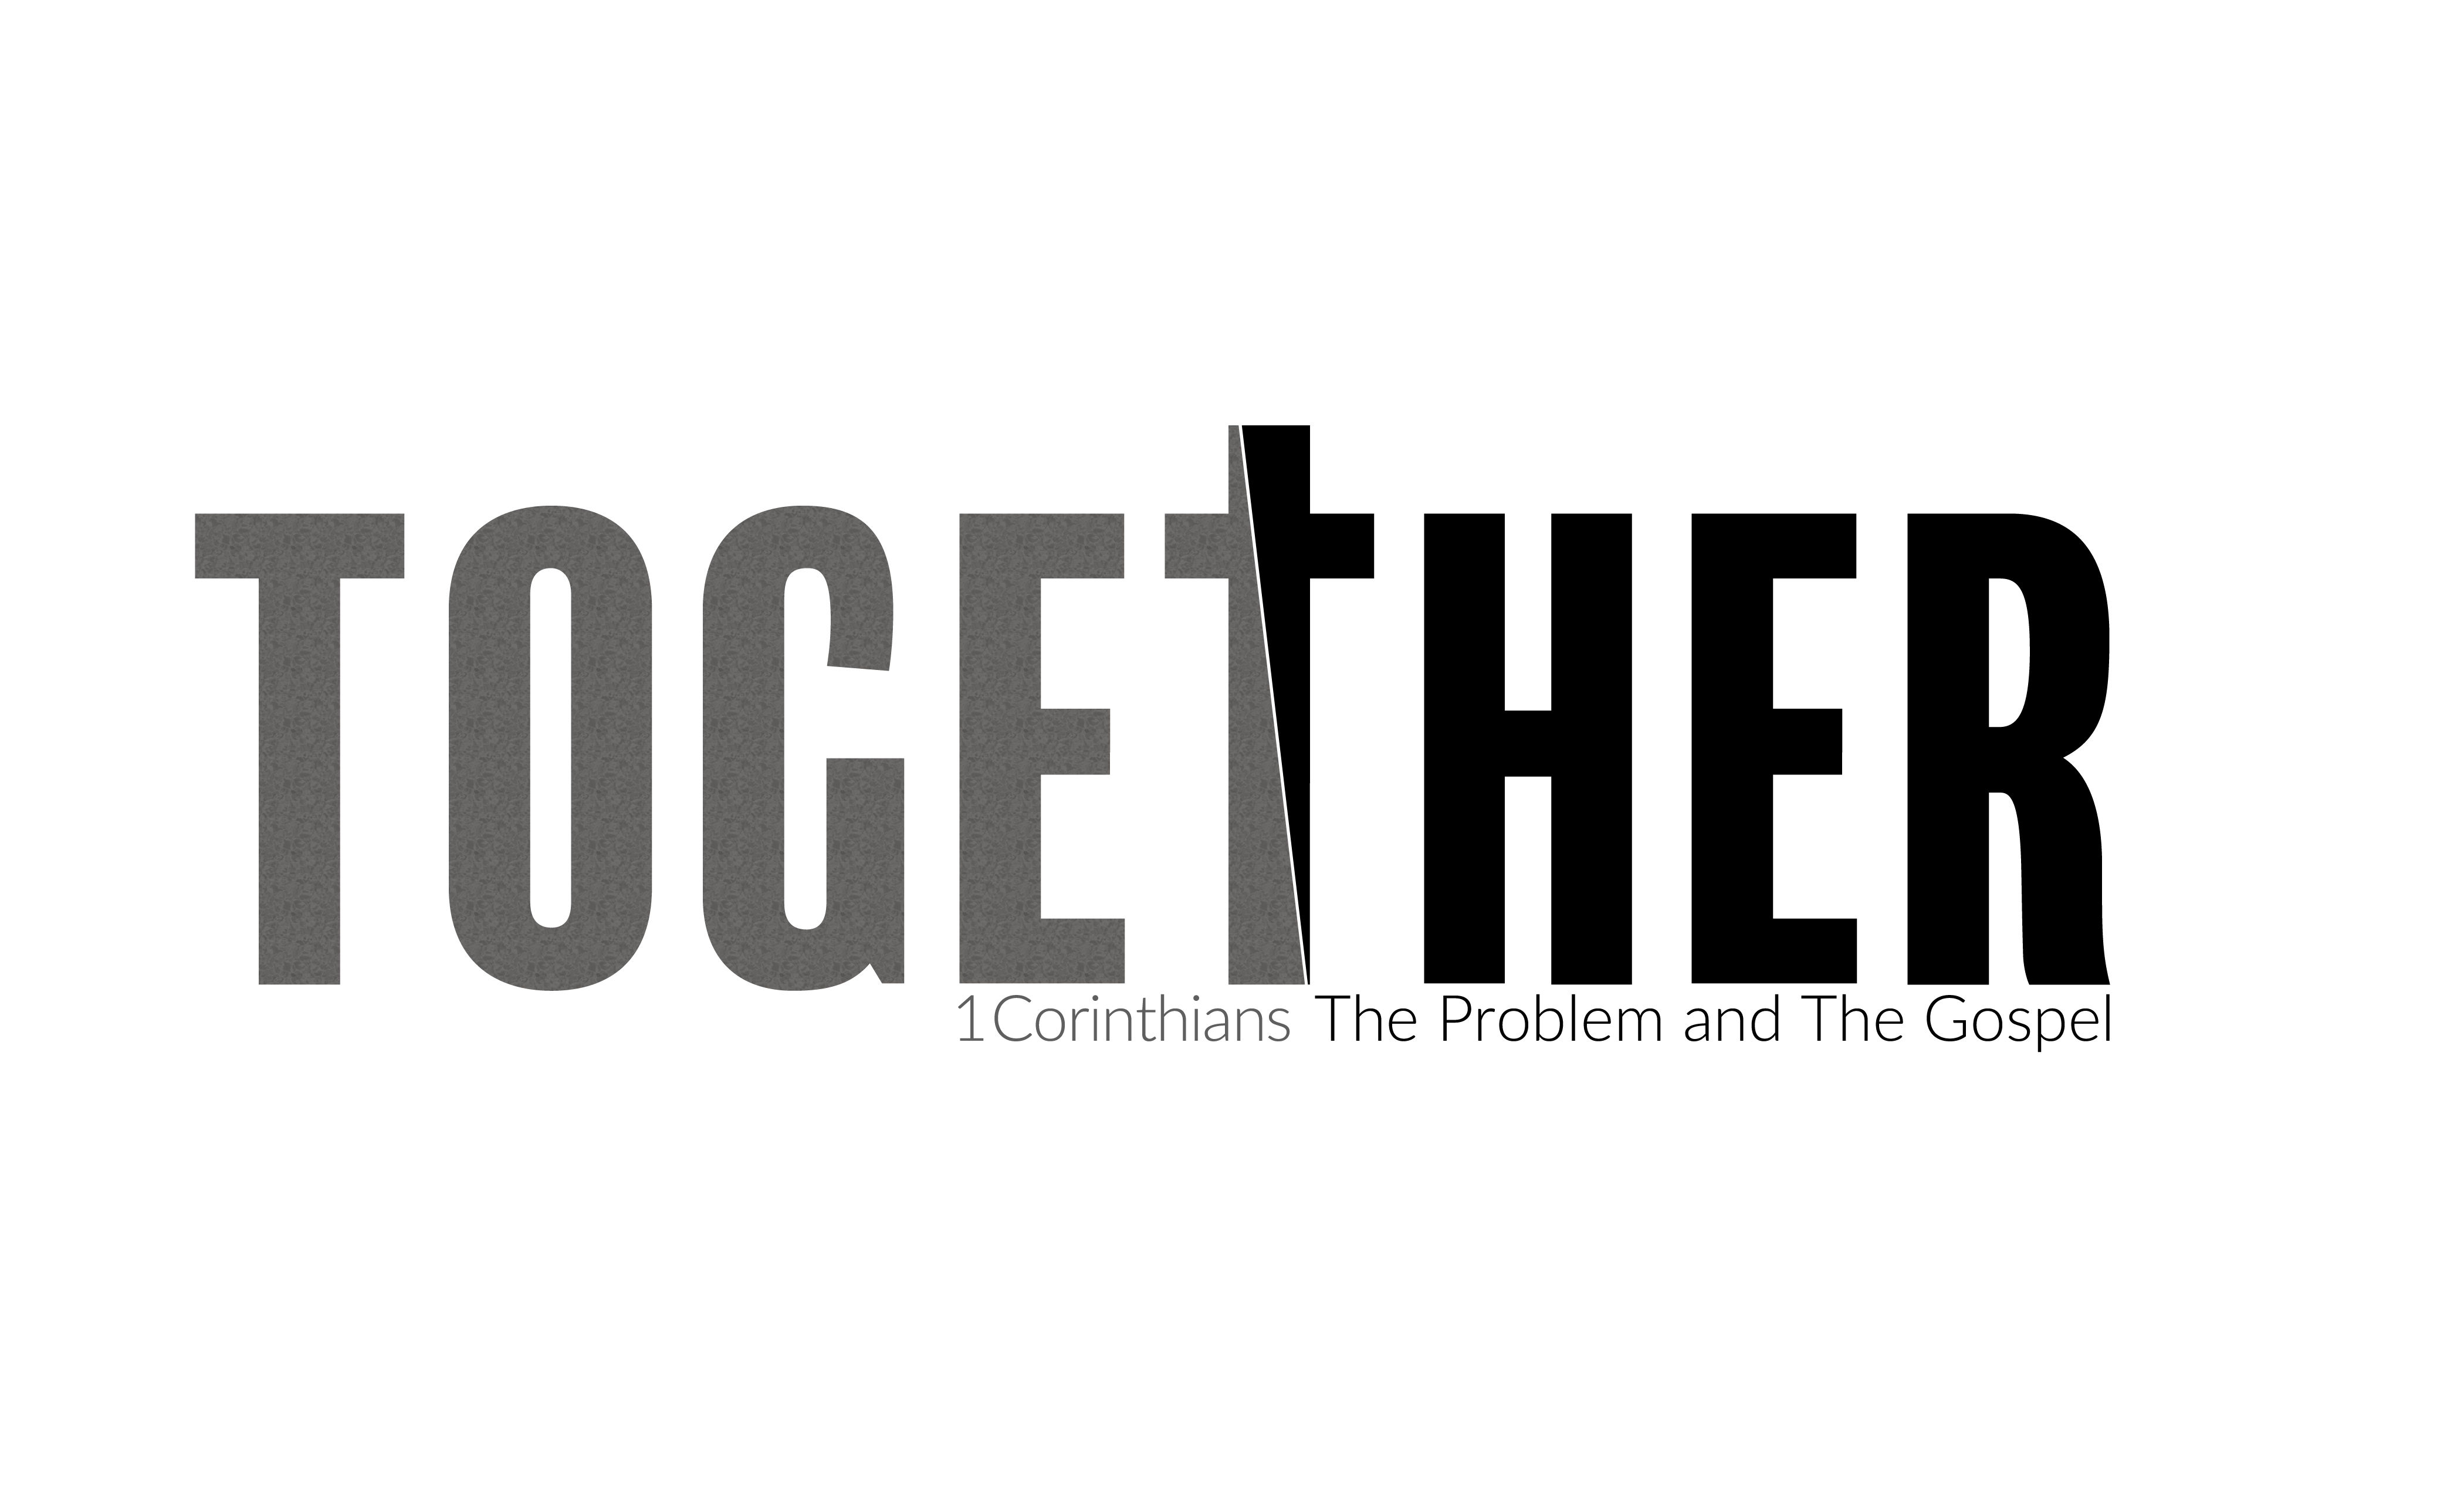 TOGEtHER
1Corinthians The Problem and The Gospel